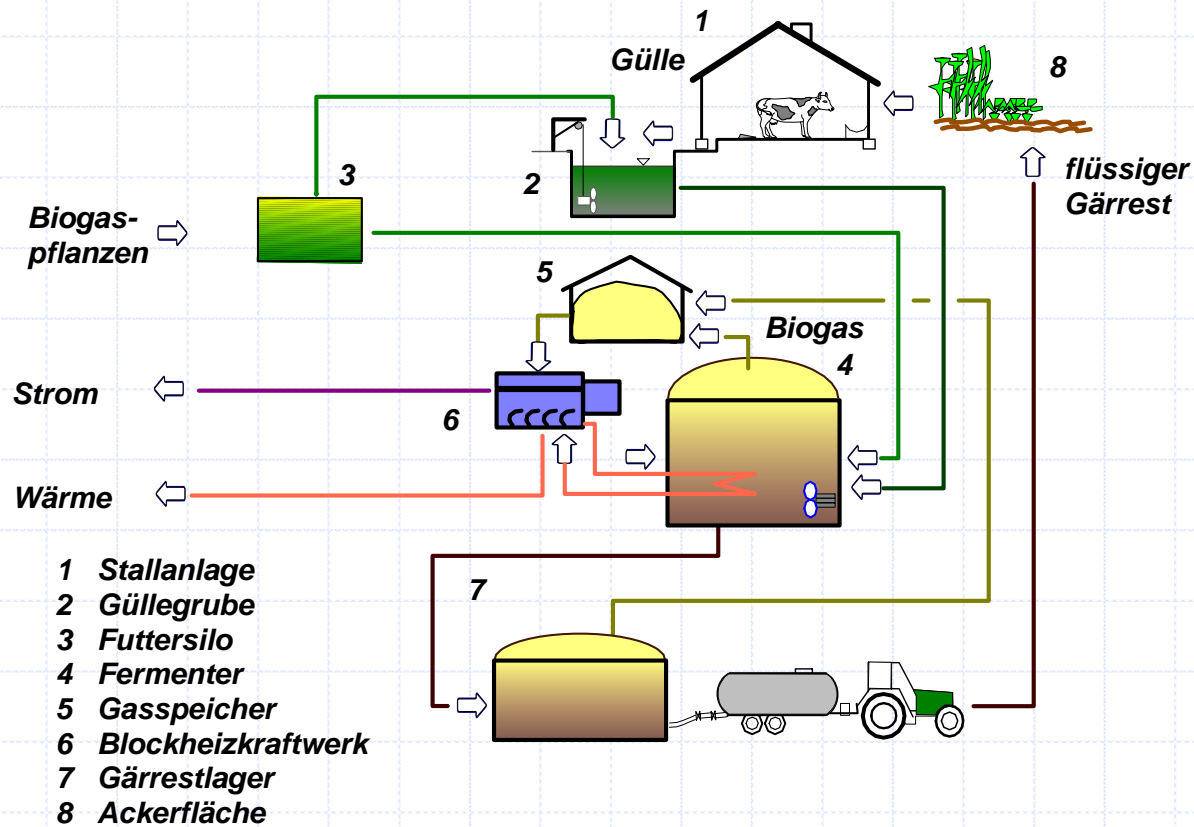 1
Gülle
8
3
2
flüssiger
Gärrest
Biogas-
pflanzen
5
Biogas
4
Strom
6
Wärme
7
1 Stallanlage
2 Güllegrube
3 Futtersilo
4 Fermenter
5 Gasspeicher
6 Blockheizkraftwerk
7 Gärrestlager
8 Ackerfläche